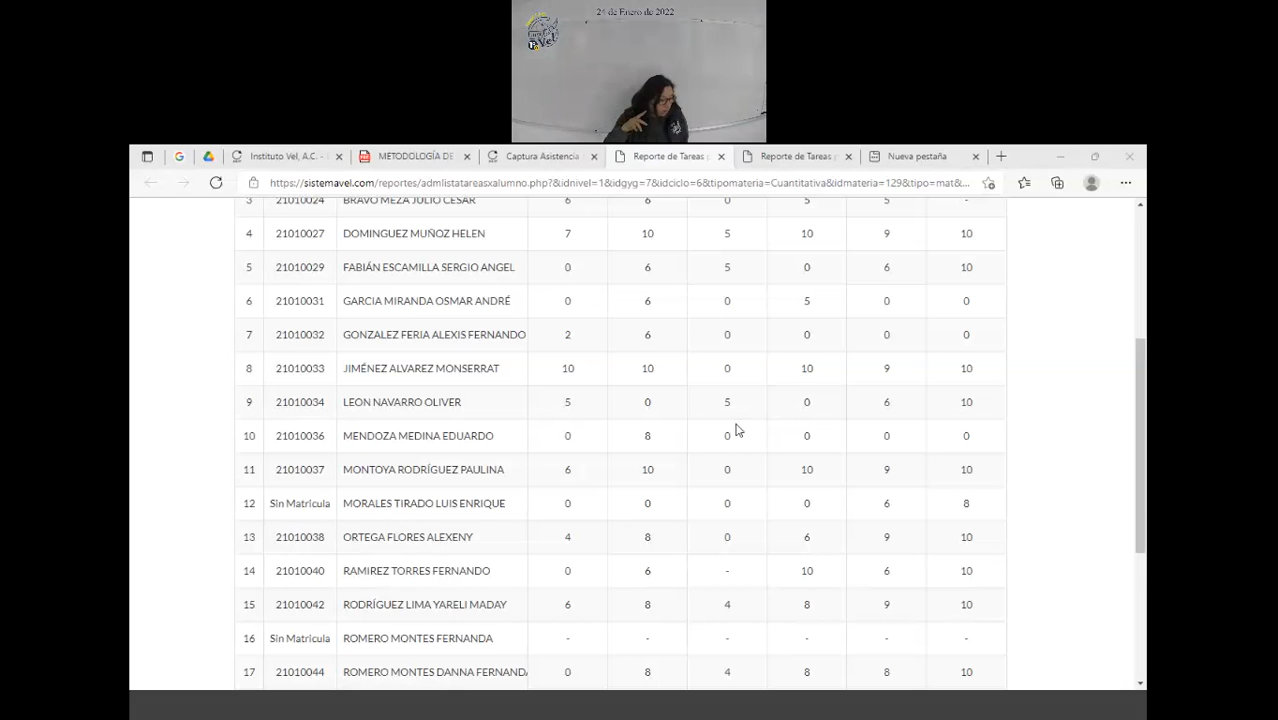 24 de Enero de 2022
Vel
Instituto Vel, A.C. -
METODOLOGÍA DE
Captura Asistencia
Reporte de Tareas
Reporte de Tareas
Nueva pestaña
https://sistemavel.com/reportes/admlistatareasxalumno.php?&idnivel=1&idgyg=7&idciclo=6&tipomateria=Cuantitativa&idmateria=129&tipo=mat&...
3 21010024 BRAVO MEZA JULIO CESAR 6 6 0 5 5 -
4 21010027 DOMINGUEZ MUÑOZ HELEN 7 10 5 10 9 10
5 21010029 FABIÁN ESCAMILLA SERGIO ANGEL 0 6 5 0 6 10
6 21010031 GARCIA MIRANDA OSMAR ANDRÉ 0 6 0 5 0 0
7 21010032 GONZALEZ FERIA ALEXIS FERNANDO 2 6 0 0 0 0
8 21010033 JIMÉNEZ ALVAREZ MONSERRAT 10 10 0 10 9 10
9 21010034 LEON NAVARRO OLIVER 5 0 5 0 6 10
10 21010036 MENDOZA MEDINA EDUARDO 0 8 0 0 0 0
11 21010037 MONTOYA RODRÍGUEZ PAULINA 6 10 0 10 9 10
12 Sin Matricula MORALES TIRADO LUIS ENRIQUE 0 0 0 0 6 8
13 21010038 ORTEGA FLORES ALEXENY 4 8 0 6 9 10
14 21010040 RAMIREZ TORRES FERNANDO 0 6 - 10 6 10
15 21010042 RODRÍGUEZ LIMA YARELI MADAY 6 8 4 8 9 10
16 Sin Matricula ROMERO MONTES FERNANDA - - - - - -
17 21010044 ROMERO MONTES DANNA FERNANDA 0 8 4 8 8 10